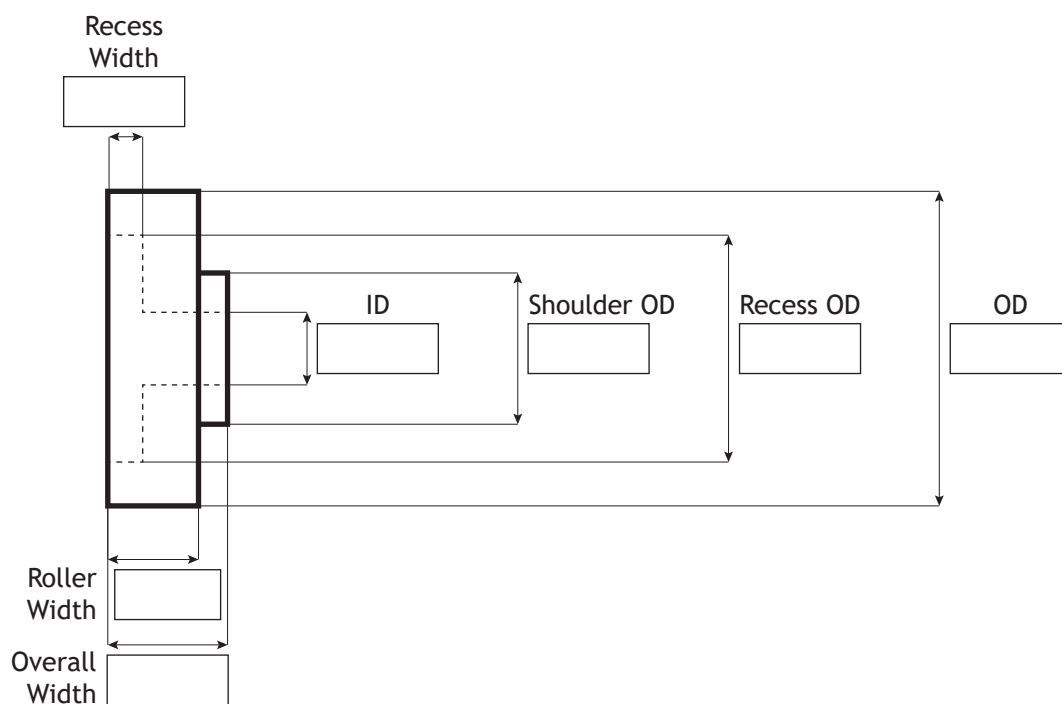 Recess
Width
ID
Shoulder OD
Recess OD
OD
Roller
Width
Overall
Width